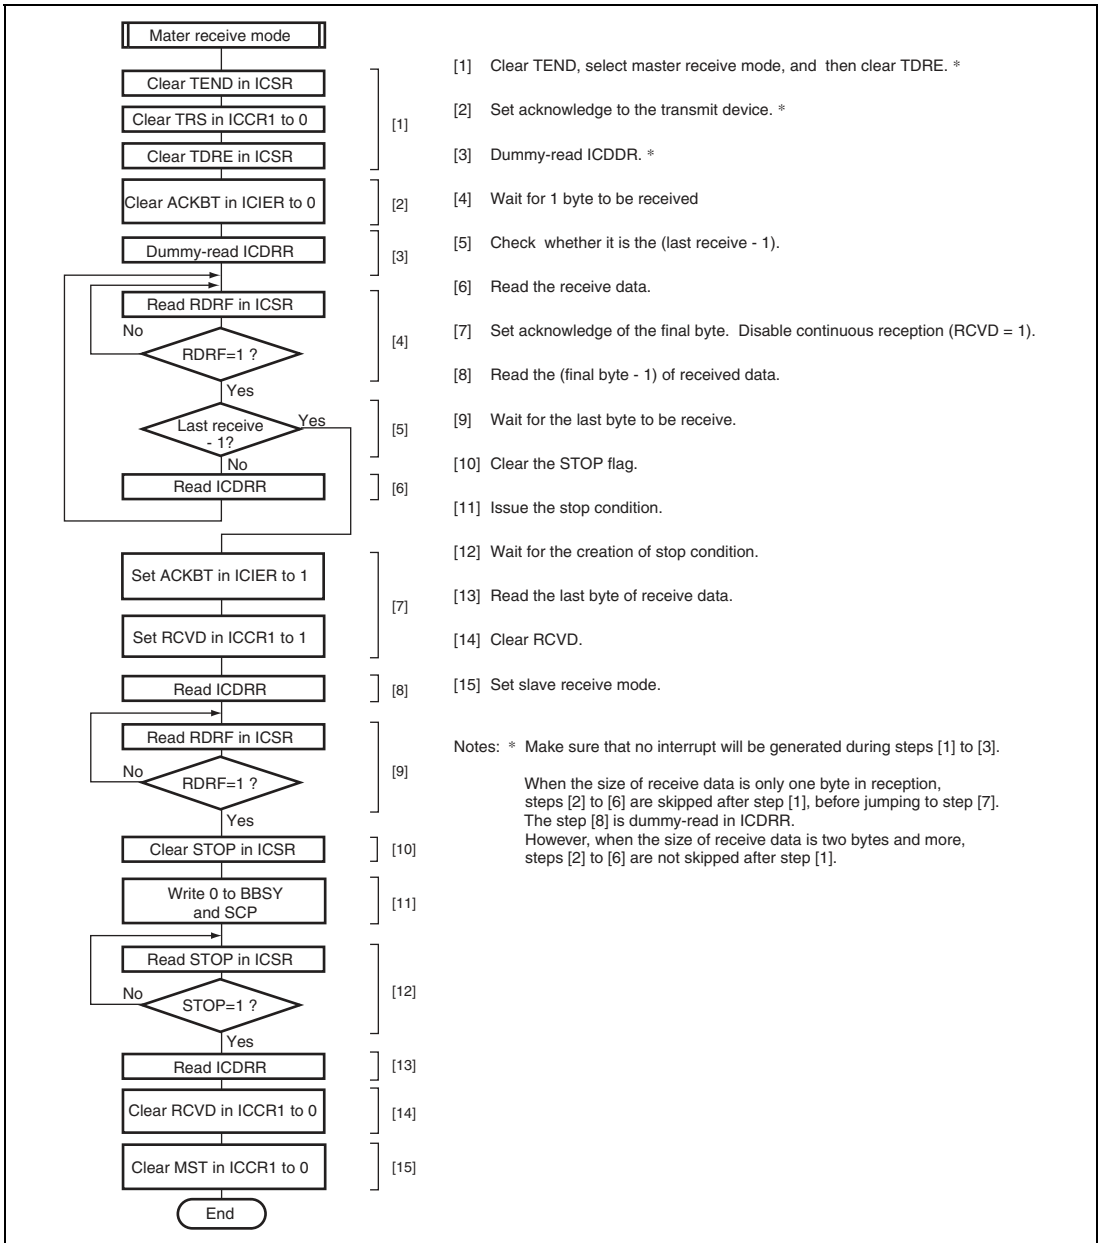 Mater receive mode
Clear TEND in ICSR
Clear TRS in ICCR1 to 0
[1]
Clear TDRE in ICSR
Clear ACKBT in ICIER to 0
[2]
Dummy-read ICDRR
[3]
Read RDRF in ICSR
No
RDRF=1 ?
[4]
Yes
Last receive
- 1?
Yes
[5]
No
Read ICDRR
[6]
Set ACKBT in ICIER to 1
[7]
Set RCVD in ICCR1 to 1
Read ICDRR
[8]
Read RDRF in ICSR
No
RDRF=1 ?
[9]
Yes
Clear STOP in ICSR
[10]
Write 0 to BBSY
and SCP
[11]
Read STOP in ICSR
No
STOP=1 ?
[12]
Yes
Read ICDRR
[13]
Clear RCVD in ICCR1 to 0
[14]
Clear MST in ICCR1 to 0
[15]
End
[1] Clear TEND, select master receive mode, and then clear TDRE. *
[2] Set acknowledge to the transmit device. *
[3] Dummy-read ICDDR. *
[4] Wait for 1 byte to be received
[5] Check whether it is the (last receive - 1).
[6] Read the receive data.
[7] Set acknowledge of the final byte. Disable continuous reception (RCVD = 1).
[8] Read the (final byte - 1) of received data.
[9] Wait for the last byte to be receive.
[10] Clear the STOP flag.
[11] Issue the stop condition.
[12] Wait for the creation of stop condition.
[13] Read the last byte of receive data.
[14] Clear RCVD.
[15] Set slave receive mode.
Notes: * Make sure that no interrupt will be generated during steps [1] to [3].
When the size of receive data is only one byte in reception,
steps [2] to [6] are skipped after step [1], before jumping to step [7].
The step [8] is dummy-read in ICDRR.
However, when the size of receive data is two bytes and more,
steps [2] to [6] are not skipped after step [1].